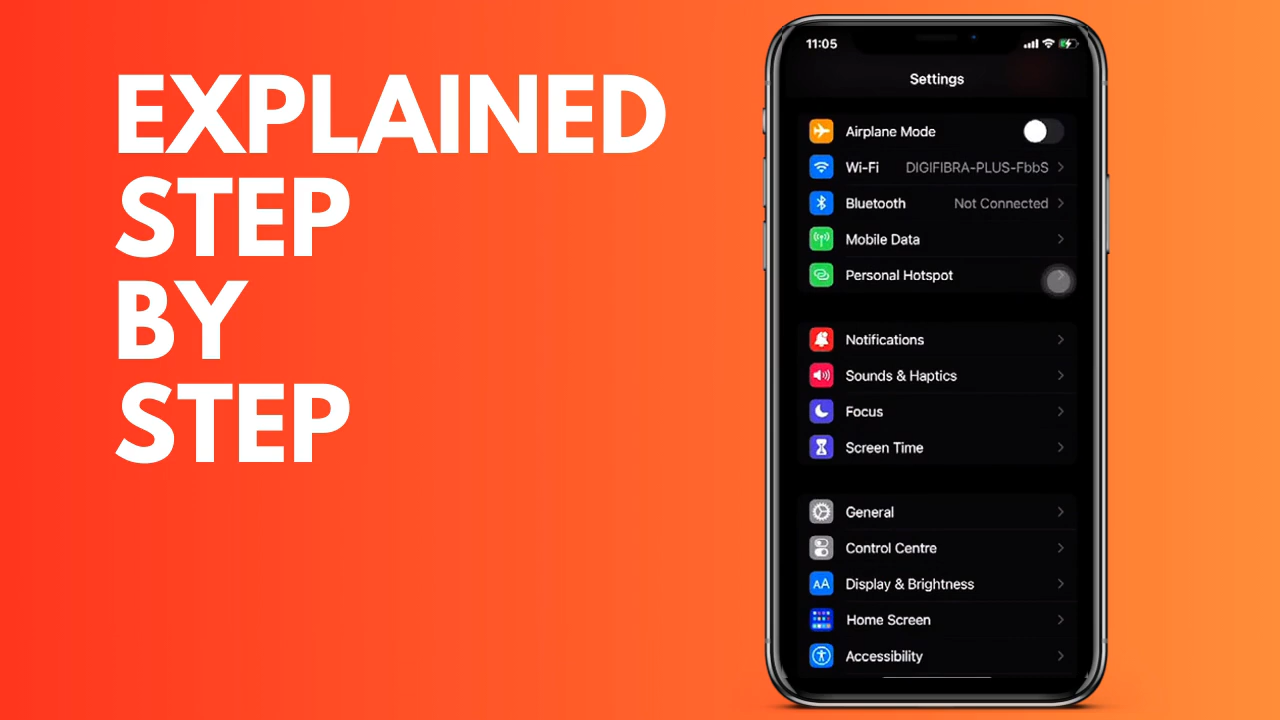 EXPLAINED
STEP
BY
STEP
11:05
Settings
Airplane Mode
Wi-Fi DIGIFIBRA-PLUS-FbbS
Bluetooth Not Connected
Mobile Data
Personal Hotspot
Notifications
Sounds & Haptics
Focus
Screen Time
General
Control Centre
AA Display & Brightness
Home Screen
Accessibility